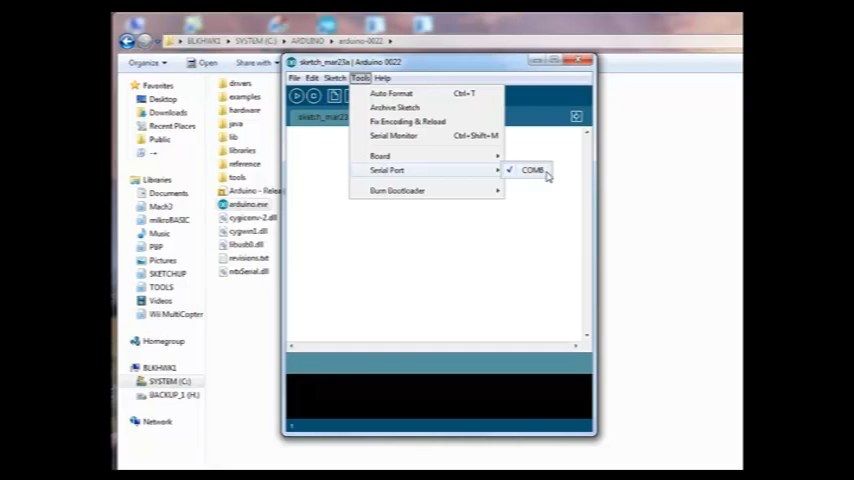 BLKHWK1 ▸ SYSTEM (C:) ▸ ARDUINO ▸ arduino-0022 ▸
Organize Open Share with
sketch_mar23a | Arduino 0022
File Edit Sketch Tools Help
sketch_mar23
Auto Format Ctrl+T
Archive Sketch
Fix Encoding & Reload
Serial Monitor Ctrl+Shift+M
Board
Serial Port
Burn Bootloader
Favorites
Desktop
Downloads
Recent Places
Public
Libraries
Documents
Mach3
mikroBASIC
Music
PBP
Pictures
SKETCHUP
TOOLS
Videos
Wii MultiCopter
Homegroup
BLKHWK1
SYSTEM (C:)
BACKUP_1 (H:)
Network
drivers
examples
hardware
java
lib
libraries
reference
tools
Arduino - Relea
arduino.exe
cygiconv-2.dll
cygwin1.dll
libusb0.dll
revisions.txt
rxtxSerial.dll